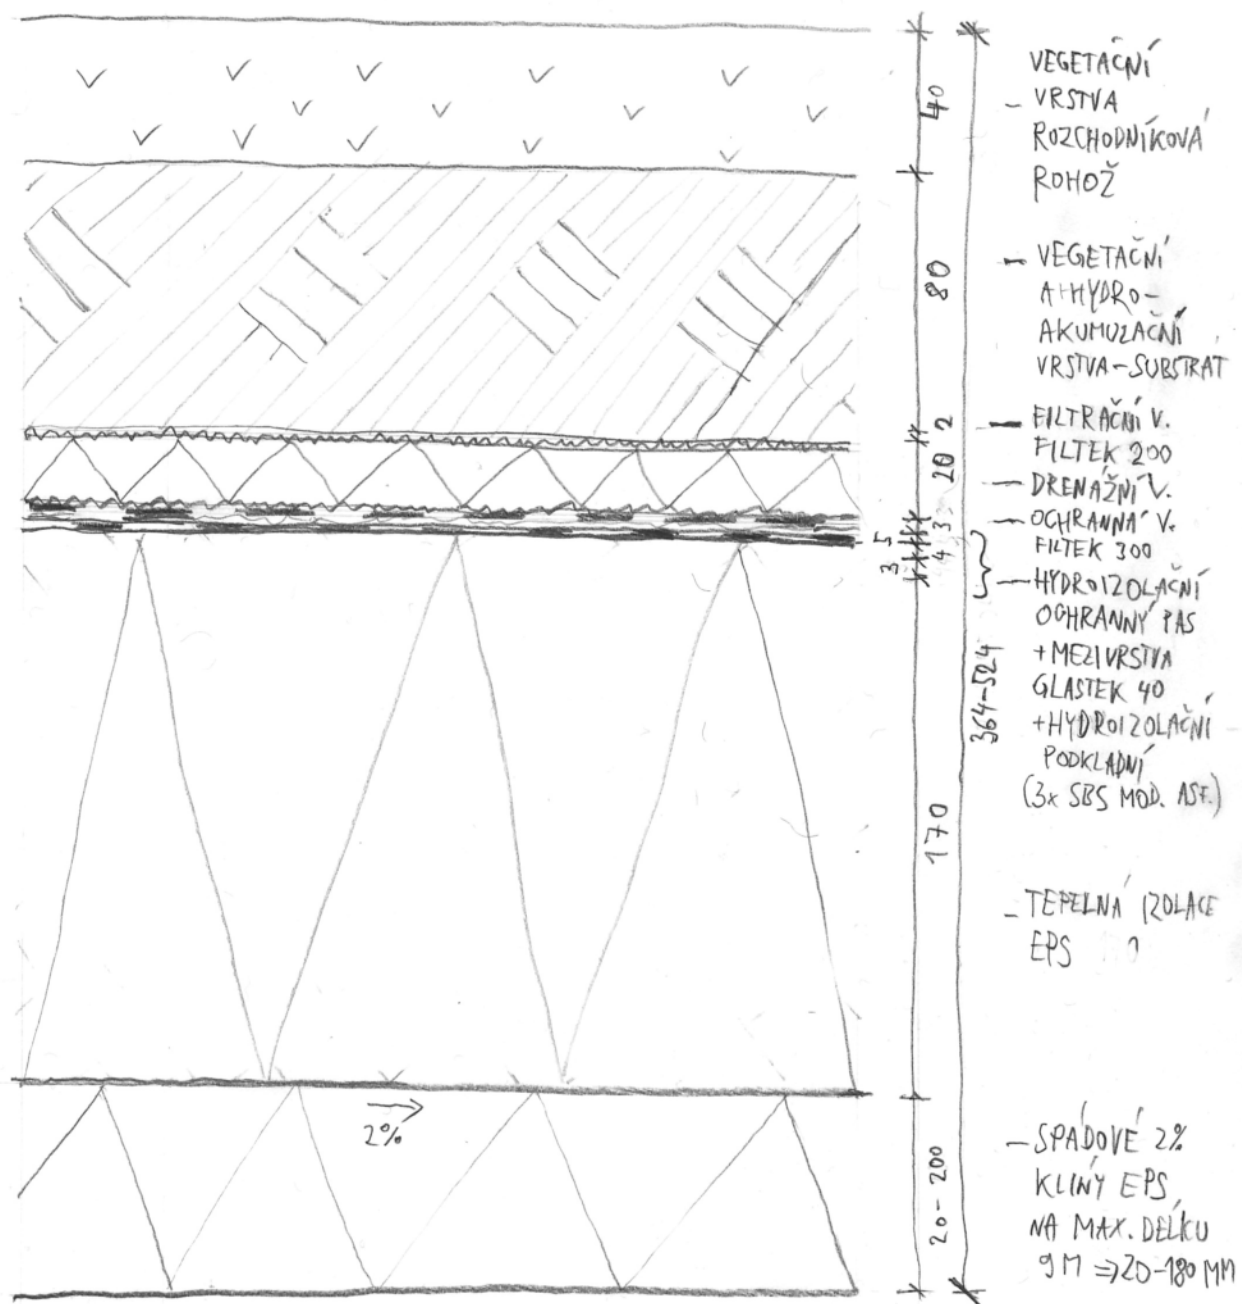 VEGETAČNÍ
- VRSTVA
ROZCHODNÍKOVÁ
ROHOŽ
- VEGETAČNÍ
A HYDRO-
AKUMULAČNÍ
VRSTVA-SUBSTRÁT
- FILTRAČNÍ V.
FILTEK 200
- DRENÁŽNÍ V.
- OCHRANNÁ V.
FILTEK 300
- HYDROIZOLAČNÍ
OCHRANNÝ PAS
+MEZIVRSTVA
GLASTEK 40
+HYDROIZOLAČNÍ
PODKLADNÍ
(3x SBS MOD. ASF.)
- TEPELNÁ IZOLACE
EPS
- SPÁDOVÉ 2%
KLÍNY EPS
NA MAX. DÉLKU
9 M ⇒ 20-180 MM
40
80
2
20
3
5
4
3
170
20-200
364-524
2%